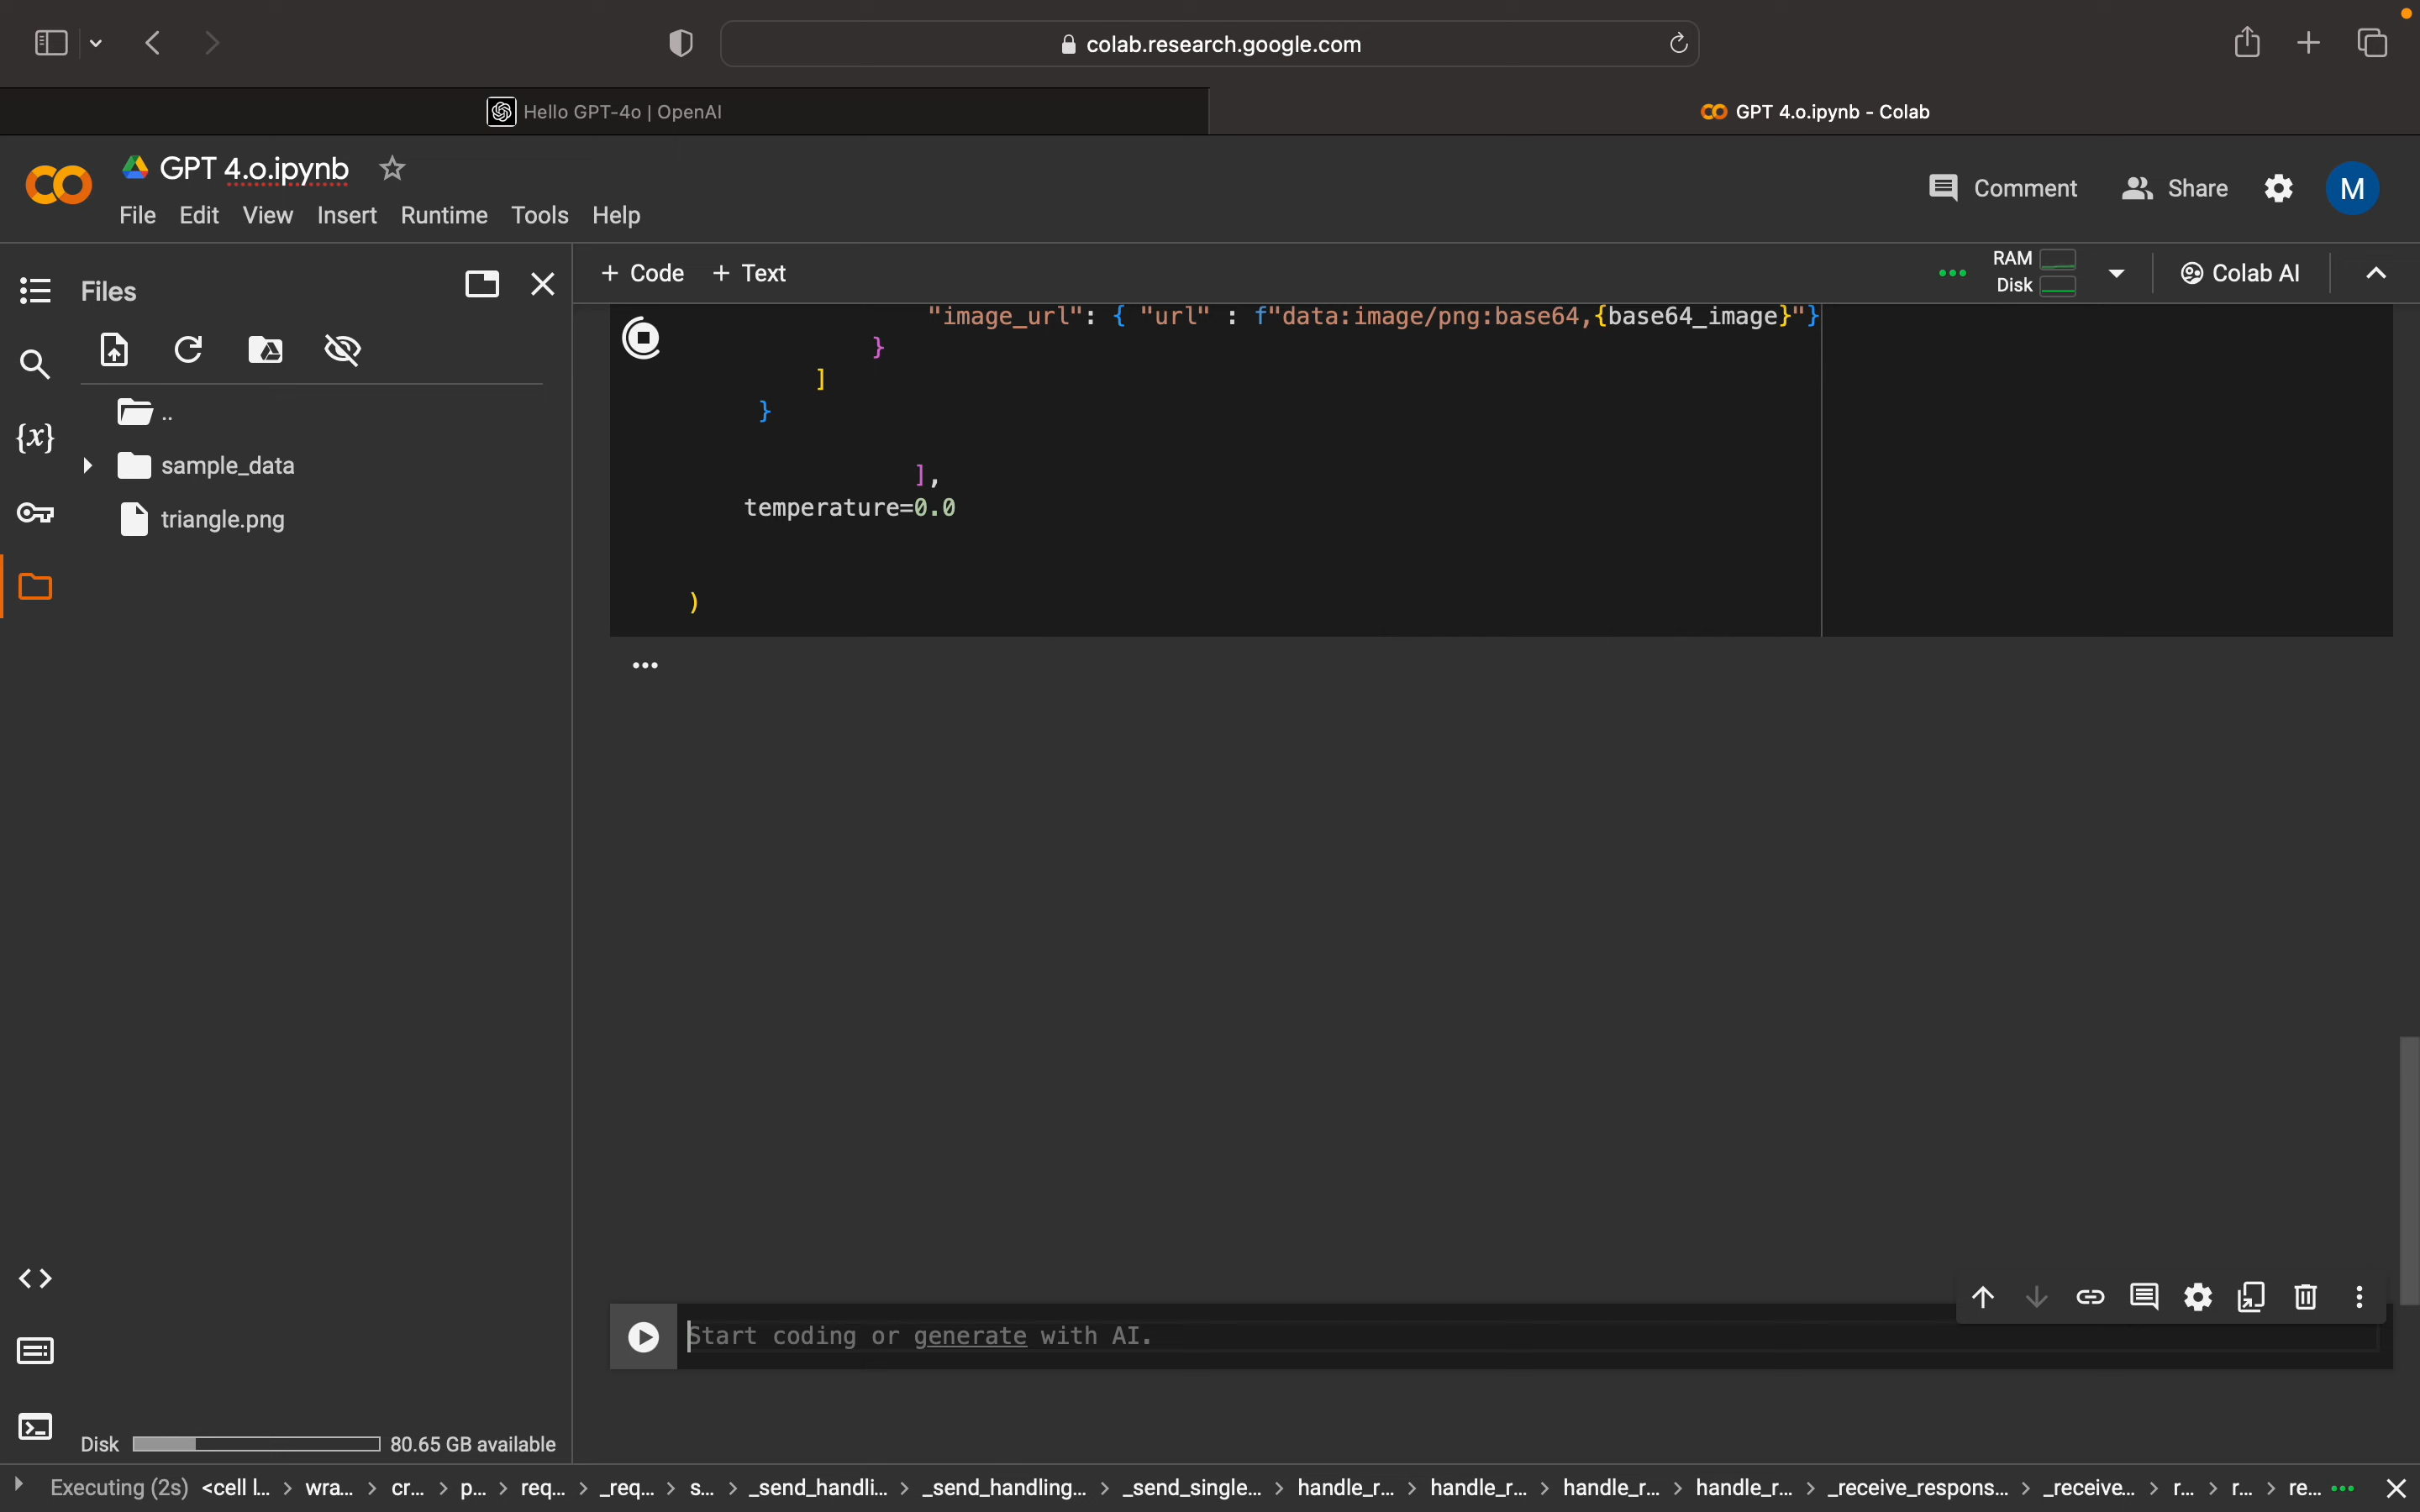 colab.research.google.com
Hello GPT-4o | OpenAI
GPT 4.o.ipynb - Colab
GPT 4.o.ipynb
File Edit View Insert Runtime Tools Help
Comment
Share
M
Files
+ Code + Text
RAM
Disk
Colab AI
"image_url": { "url" : f"data:image/png:base64,{base64_image}"}
}
]
}
],
temperature=0.0
)
..
sample_data
triangle.png
{x}
...
Start coding or generate with AI.
Disk 80.65 GB available
Executing (2s) <cell l... > wra... > cr... > p... > req... > _req... > s... > _send_handli... > _send_handling... > _send_single... > handle_r... > handle_r... > handle_r... > handle_r... > _receive_respons... > _receive... > r... > r... > re...